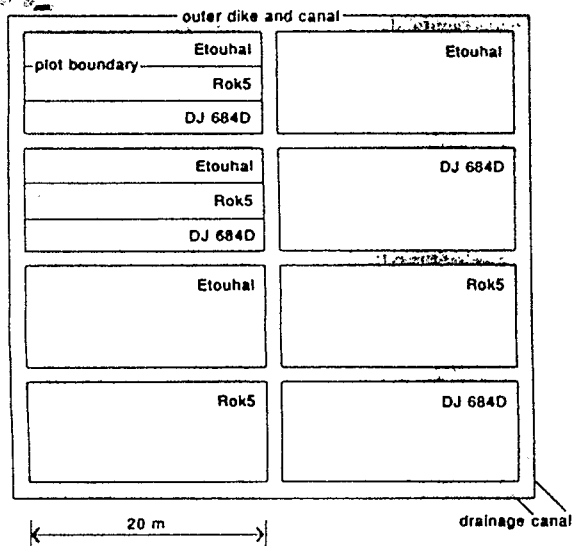 outer dike and canal
Etouhal
plot boundary
Rok5
DJ 684D
Etouhal
Etouhal
Rok5
DJ 684D
DJ 684D
Etouhal
Rok5
Rok5
DJ 684D
20 m
drainage canal